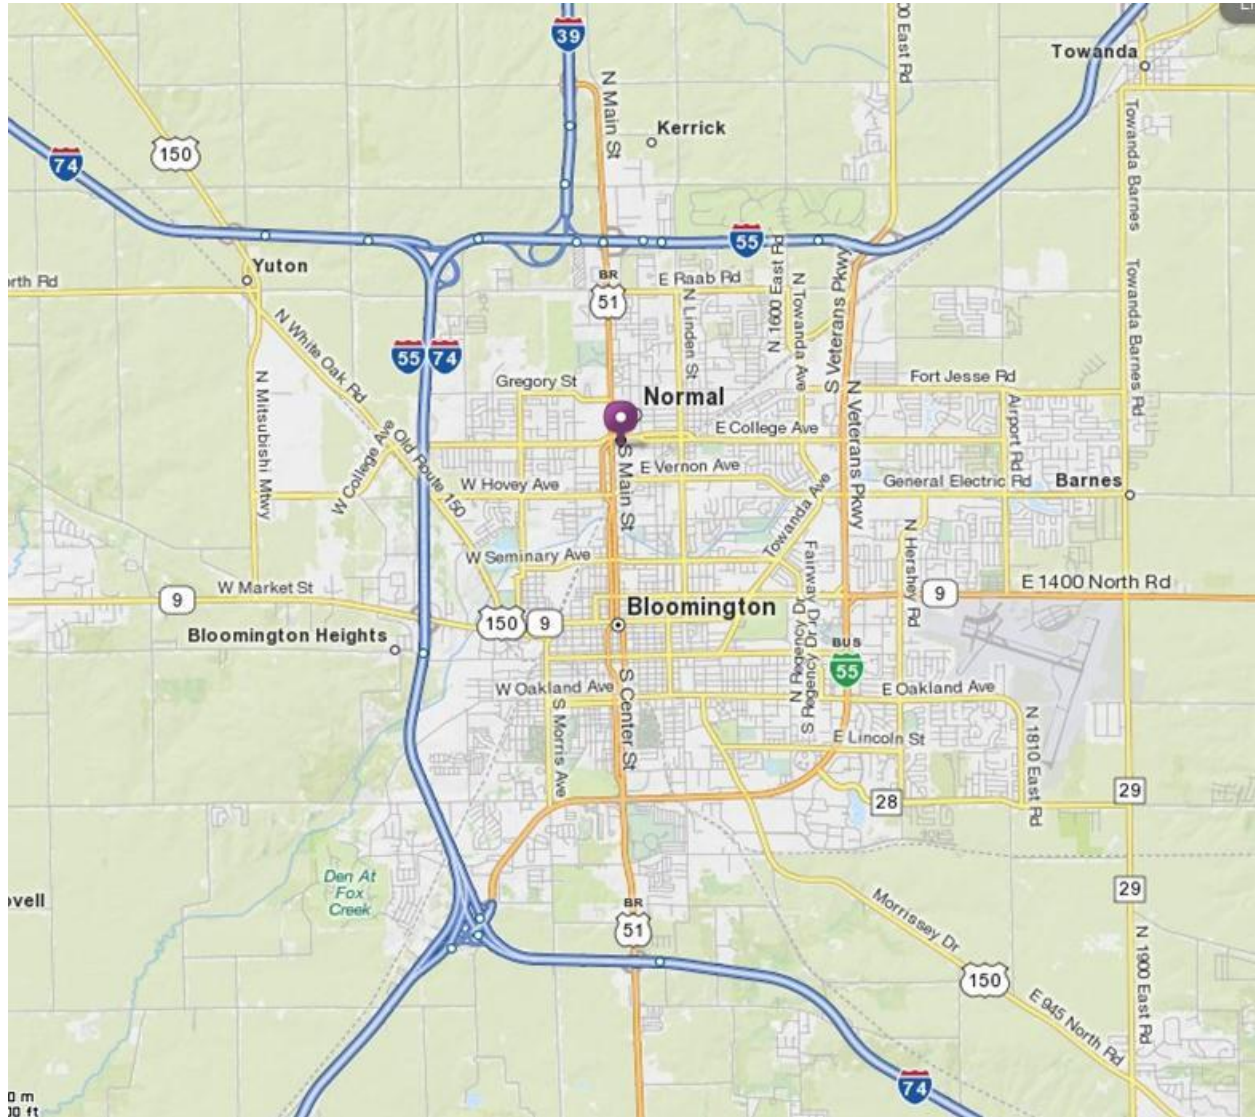 39
00 East Rd
Towanda
N Main St
Kerrick
150
74
Towanda Barnes
55
Yuton
BR
51
E Raab Rd
orth Rd
N 1600 East Rd
N Towanda Ave
S Veterans Pkwy
Towanda Barnes Rd
N Linden St
N White Oak Rd
55
74
Gregory St
Normal
Fort Jesse Rd
N Mitsubishi Mtwy
W College Ave
Old Route 150
E College Ave
N Veterans Pkwy
Airport Rd
S Main St
E Vernon Ave
W Hovey Ave
General Electric Rd
Barnes
Towanda Ave
N Hershey Rd
W Seminary Ave
Fairway Dr
W Market St
9
E 1400 North Rd
9
Bloomington
150
9
Bloomington Heights
N Regency Dr
S Regency Dr
BUS
55
W Oakland Ave
S Center St
E Oakland Ave
S Morris Ave
E Lincoln St
N 1810 East Rd
28
29
Den At
Fox
Creek
ovell
BR
51
29
Morrissey Dr
150
N 1900 East Rd
E 945 North Rd
74
0 m
00 ft